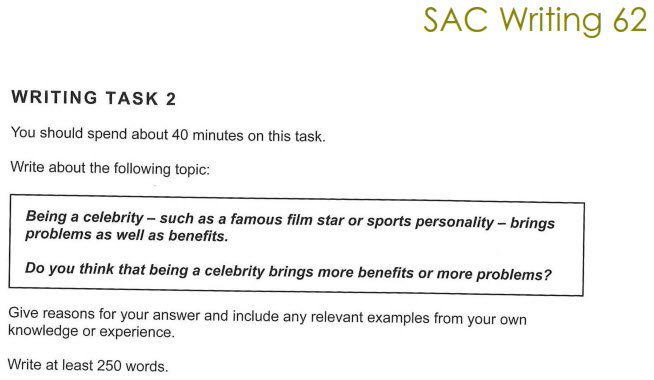 SAC Writing 62
WRITING TASK 2
You should spend about 40 minutes on this task.
Write about the following topic:
Being a celebrity – such as a famous film star or sports personality – brings
problems as well as benefits.
Do you think that being a celebrity brings more benefits or more problems?
Give reasons for your answer and include any relevant examples from your own
knowledge or experience.
Write at least 250 words.